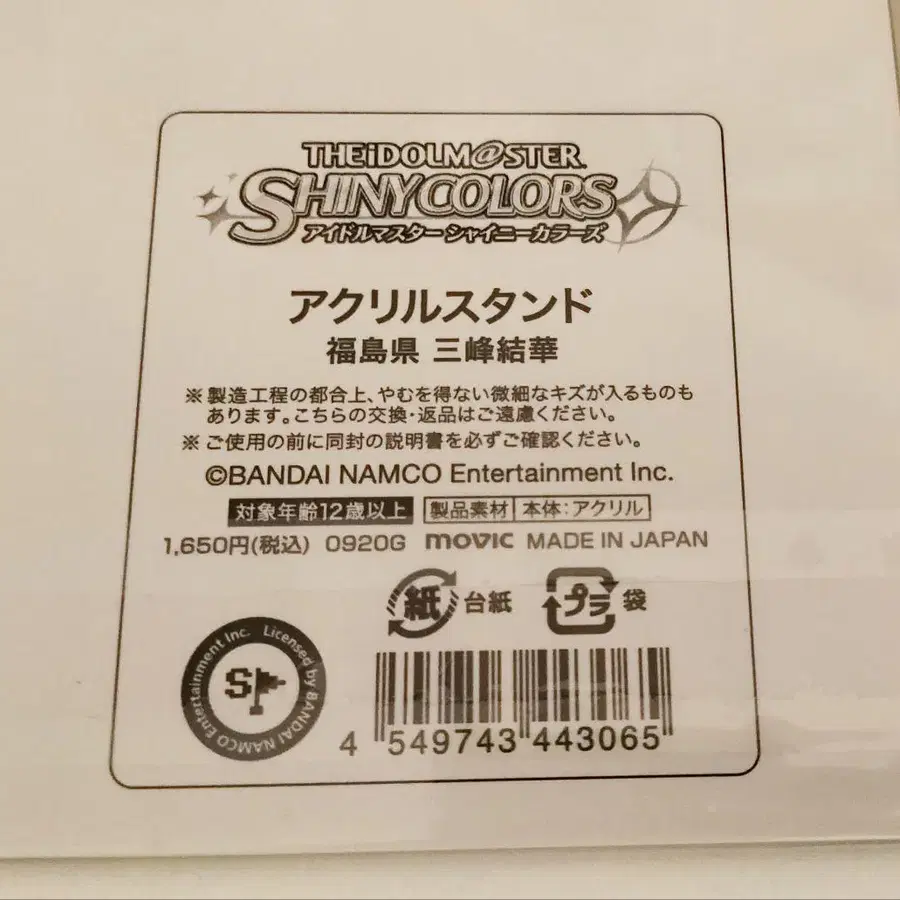 THE iDOLM@STER
SHINY COLORS
アイドルマスター シャイニーカラーズ
アクリルスタンド
福島県 三峰結華
※ 製造工程の都合上、やむを得ない微細なキズが入るものも
あります。こちらの交換・返品はご遠慮ください。
※ ご使用の前に同封の説明書を必ずご確認ください。
©BANDAI NAMCO Entertainment Inc.
対象年齢12歳以上 製品素材 本体:アクリル
1,650円(税込) 0920G movic MADE IN JAPAN
紙 台紙 プラ 袋
Licensed by BANDAI NAMCO Entertainment Inc.
S
4 549743 443065